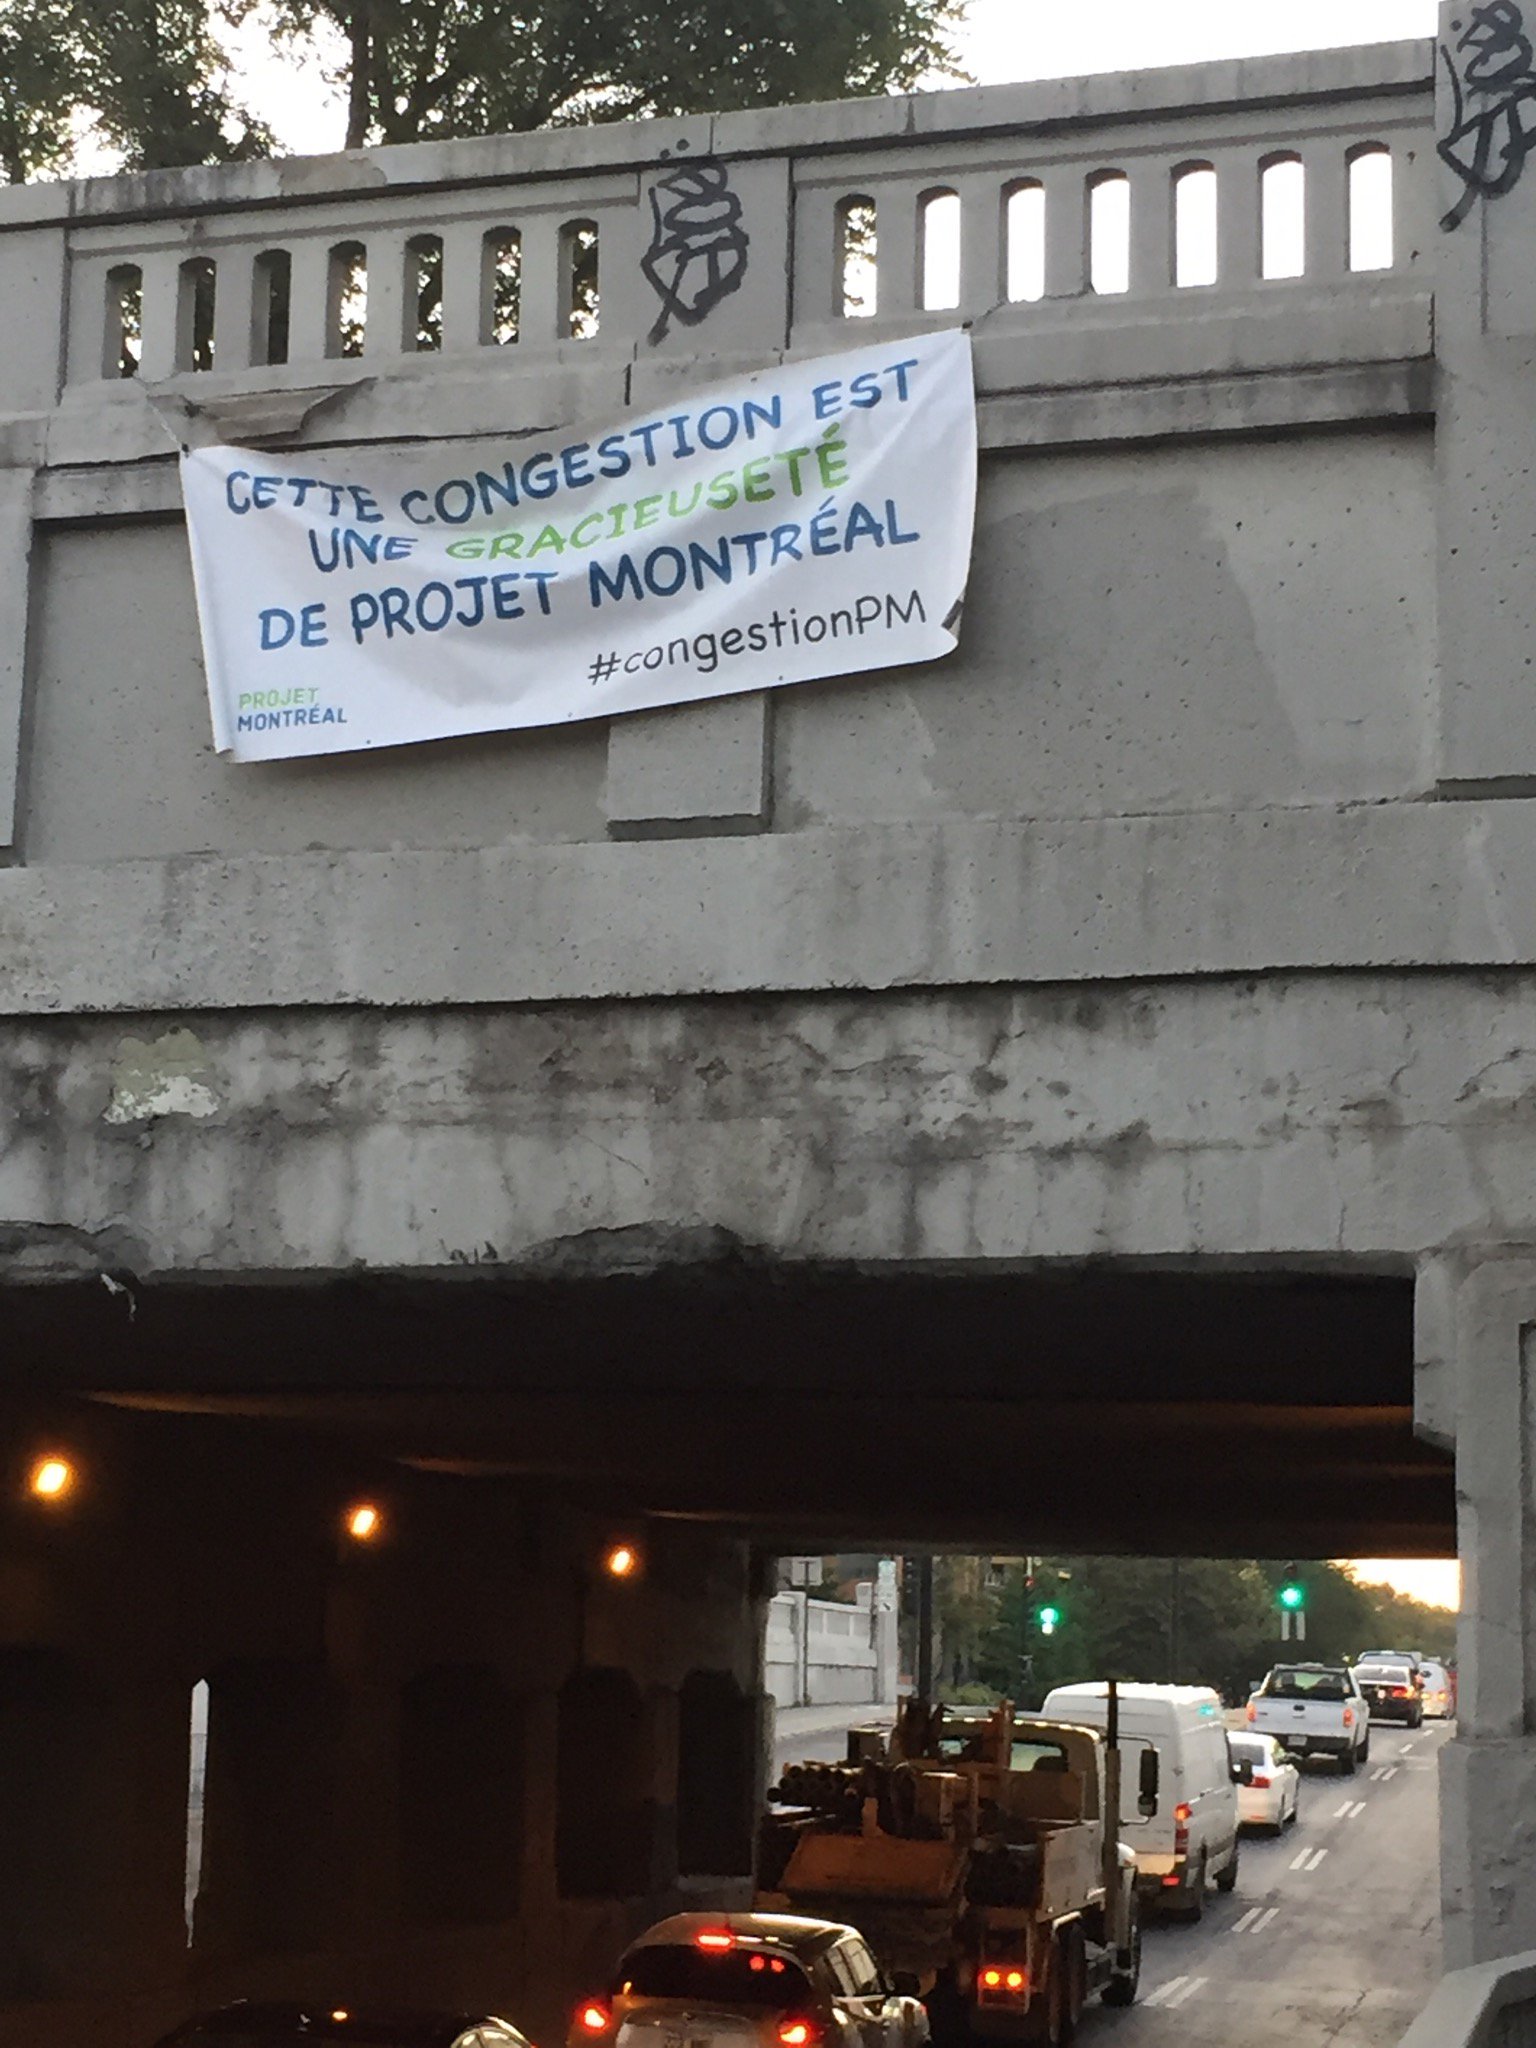 CETTE CONGESTION EST
UNE GRACIEUSETÉ
DE PROJET MONTRÉAL
#congestionPM
PROJET
MONTRÉAL